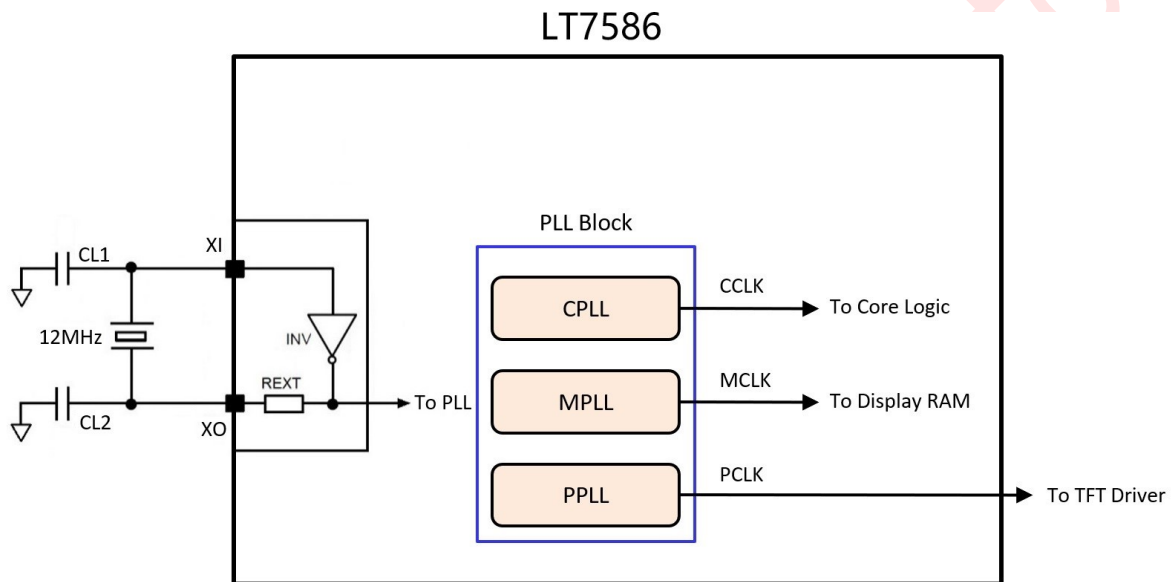 LT7586
PLL Block
XI
CL1
CCLK
CPLL
To Core Logic
12MHz
INV
REXT
MCLK
To PLL
MPLL
To Display RAM
CL2
XO
PCLK
PPLL
To TFT Driver